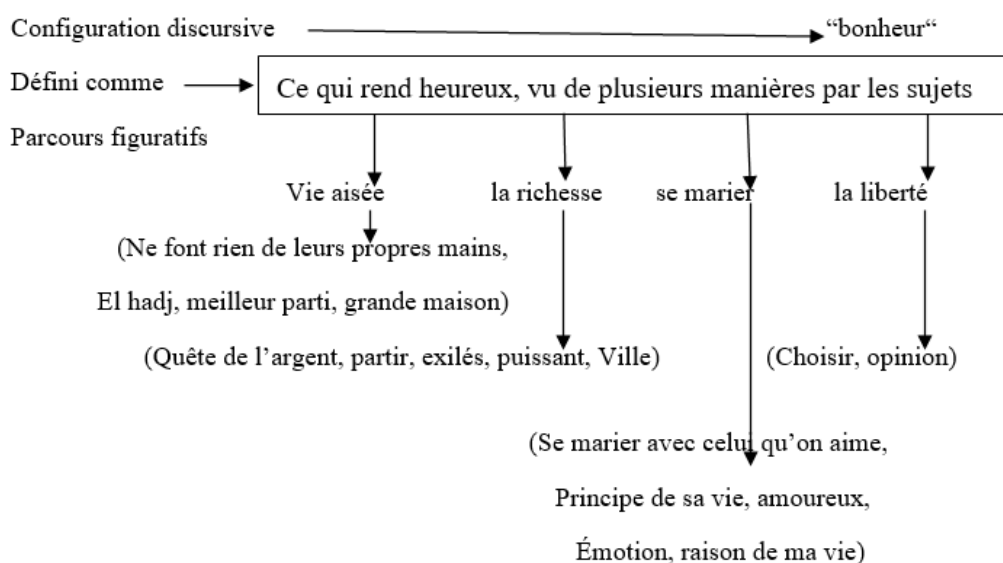 Configuration discursive “bonheur“
Défini comme Ce qui rend heureux, vu de plusieurs manières par les sujets
Parcours figuratifs
Vie aisée la richesse se marier la liberté
(Ne font rien de leurs propres mains,
El hadj, meilleur parti, grande maison)
(Quête de l’argent, partir, exilés, puissant, Ville) (Choisir, opinion)
(Se marier avec celui qu’on aime,
Principe de sa vie, amoureux,
Émotion, raison de ma vie)